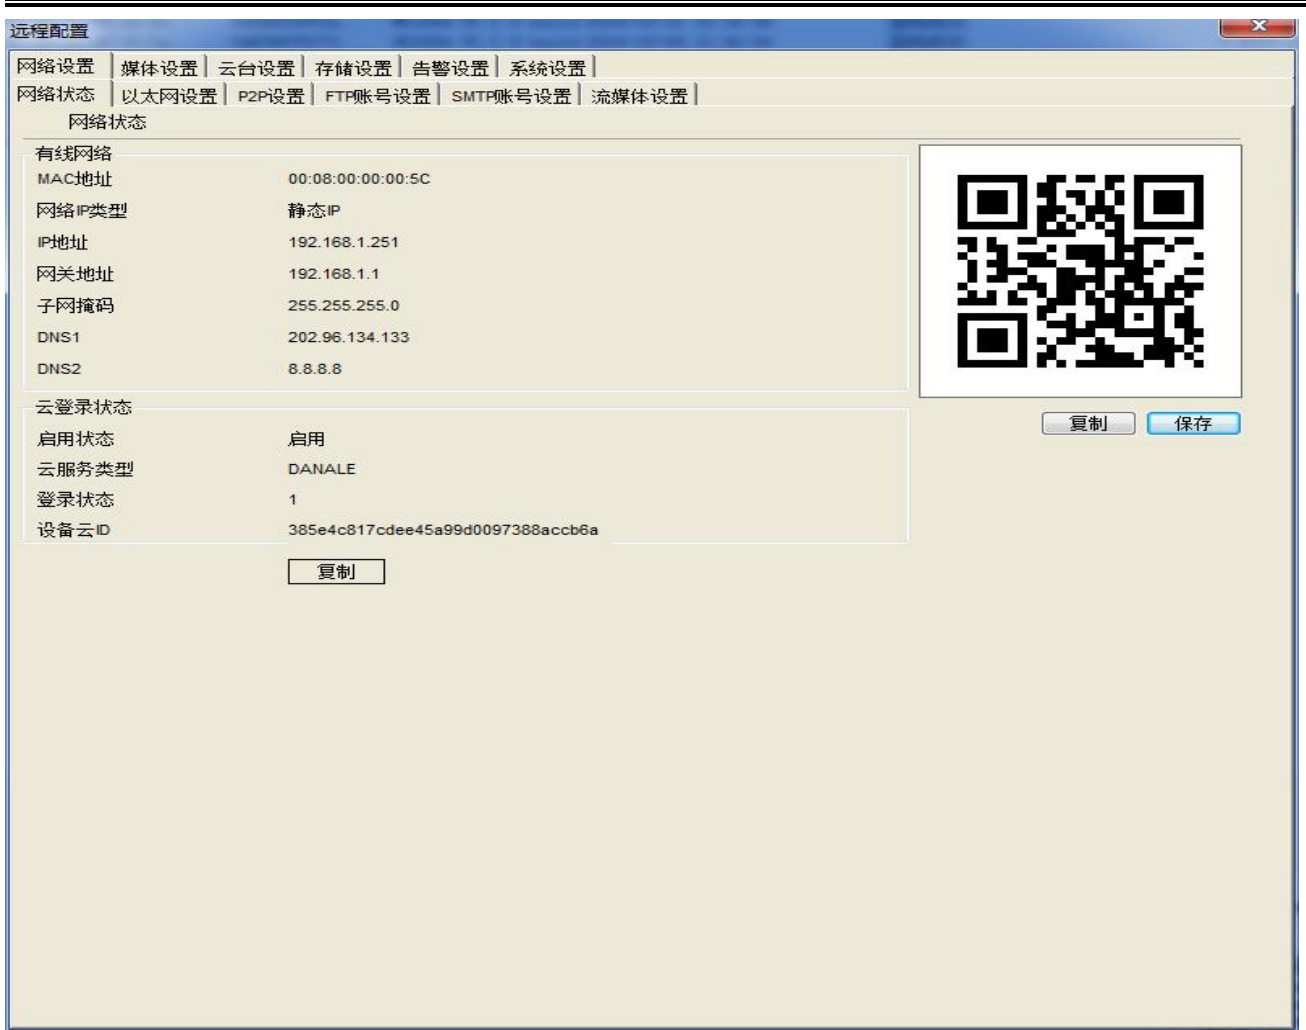 远程配置
网络设置 媒体设置 云台设置 存储设置 告警设置 系统设置
网络状态 以太网设置 P2P设置 FTP账号设置 SMTP账号设置 流媒体设置
网络状态
有线网络
MAC地址 00:08:00:00:00:5C
网络IP类型 静态IP
IP地址 192.168.1.251
网关地址 192.168.1.1
子网掩码 255.255.255.0
DNS1 202.96.134.133
DNS2 8.8.8.8
复制 保存
云登录状态
启用状态 启用
云服务类型 DANALE
登录状态 1
设备云ID 385e4c817cdee45a99d0097388accb6a
复制